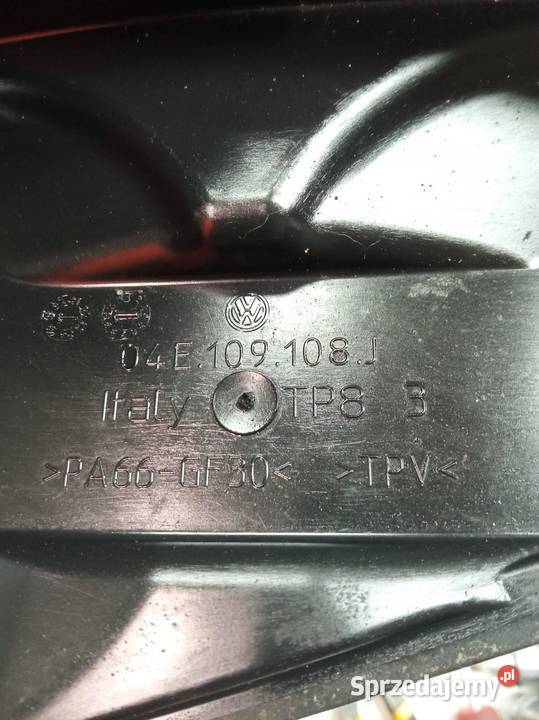 04E.109.108.J
Italy TP8 3
>PA66-GF30< >TPV<
Sprzedajemy.pl